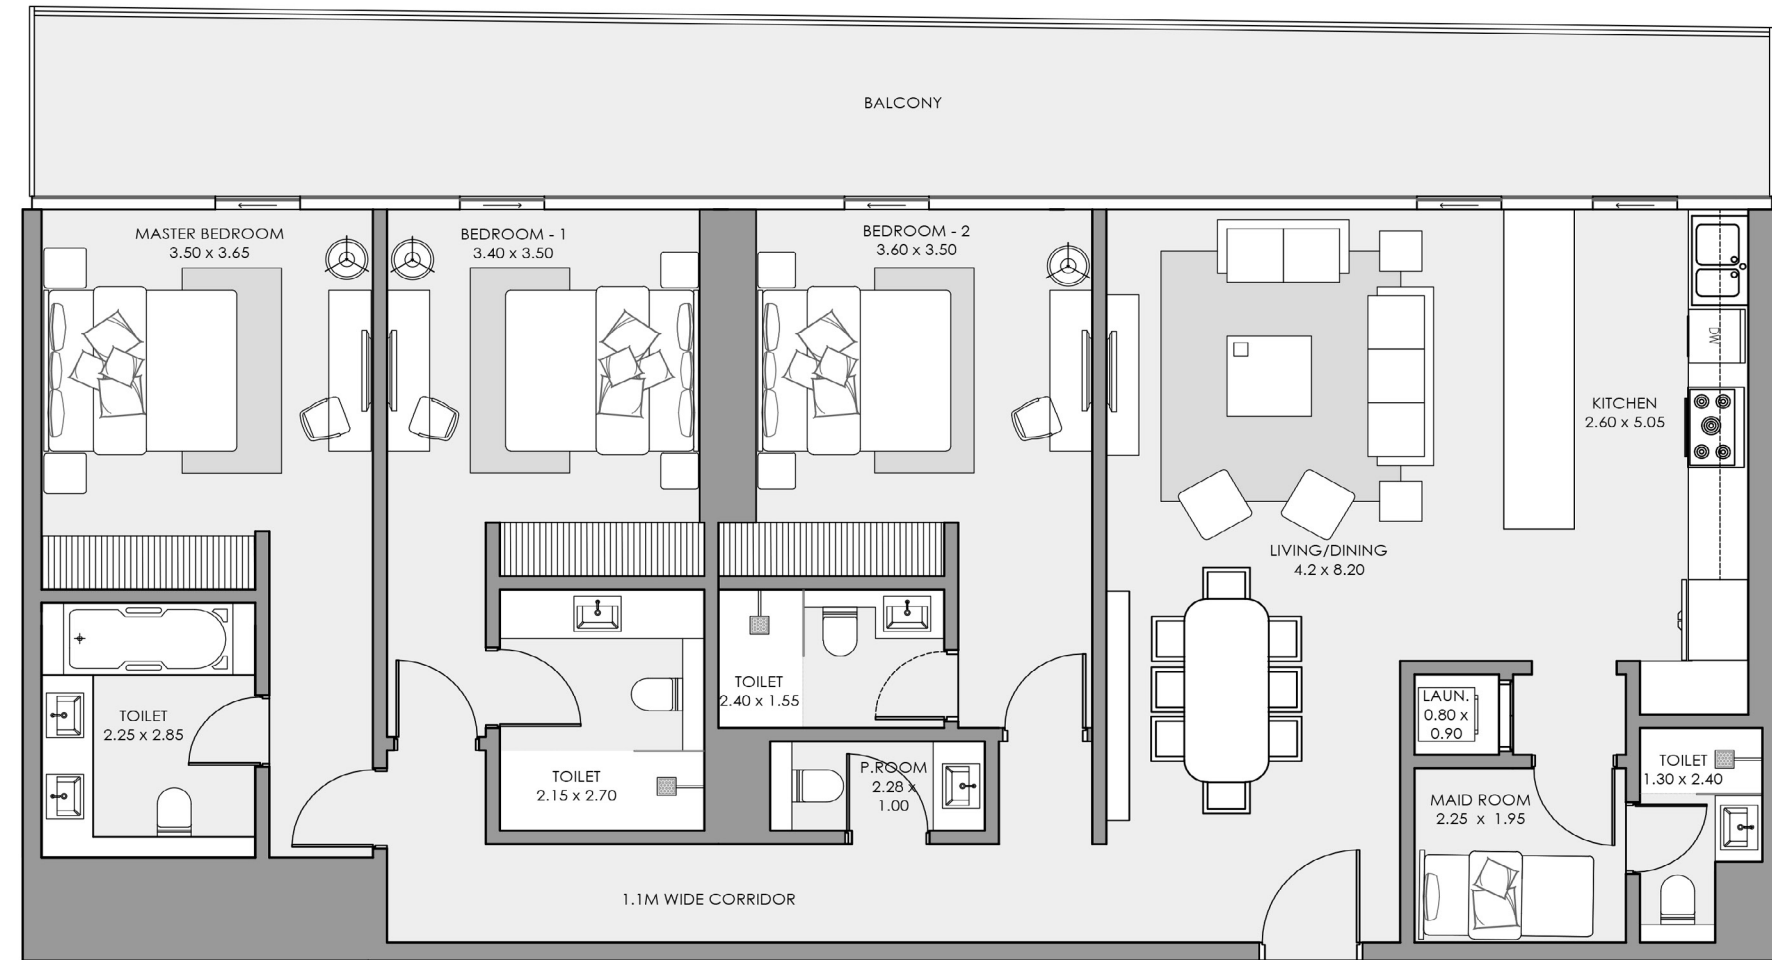 BALCONY
MASTER BEDROOM
3.50 x 3.65
BEDROOM - 1
3.40 x 3.50
BEDROOM - 2
3.60 x 3.50
DW
KITCHEN
2.60 x 5.05
LIVING/DINING
4.2 x 8.20
TOILET
2.25 x 2.85
TOILET
2.15 x 2.70
TOILET
2.40 x 1.55
P.ROOM
2.28 x
1.00
LAUN.
0.80 x
0.90
TOILET
1.30 x 2.40
MAID ROOM
2.25 x 1.95
1.1M WIDE CORRIDOR